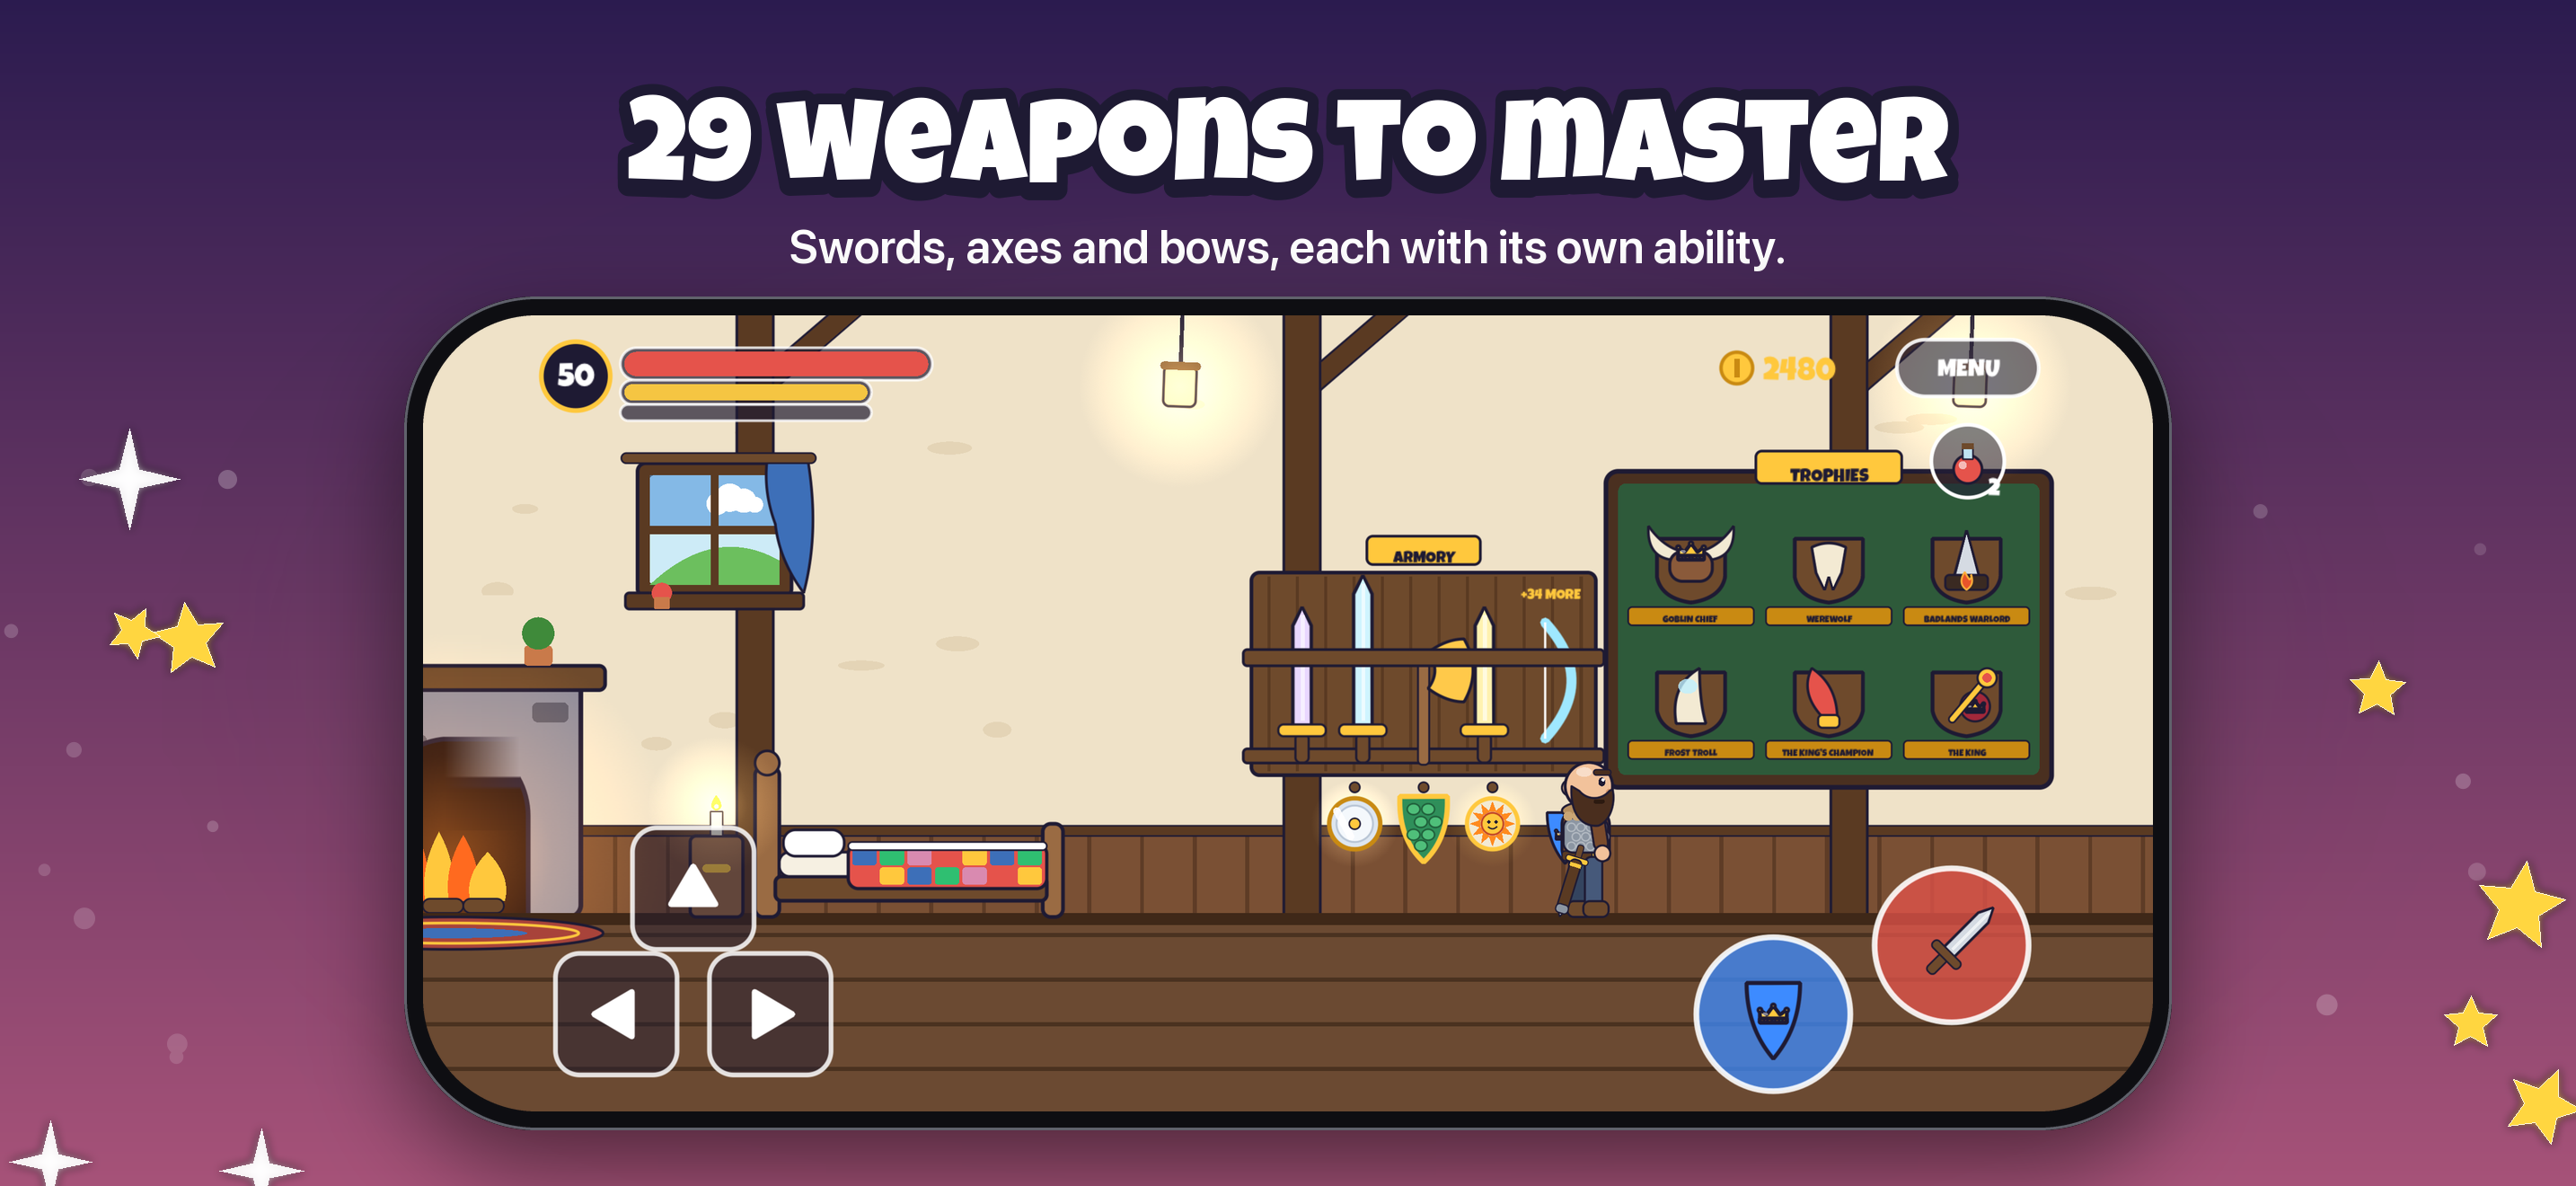 29 WEAPONS TO MASTER
Swords, axes and bows, each with its own ability.
50
2480
MENU
2
TROPHIES
ARMORY
+34 MORE
GOBLIN CHIEF
WEREWOLF
BADLANDS WARLORD
FROST TROLL
THE KING'S CHAMPION
THE KING